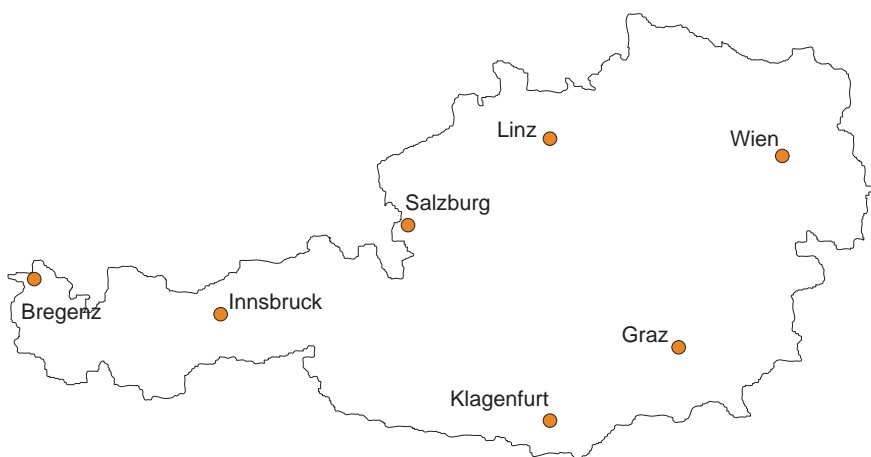 Linz
Wien
Salzburg
Innsbruck
Bregenz
Graz
Klagenfurt